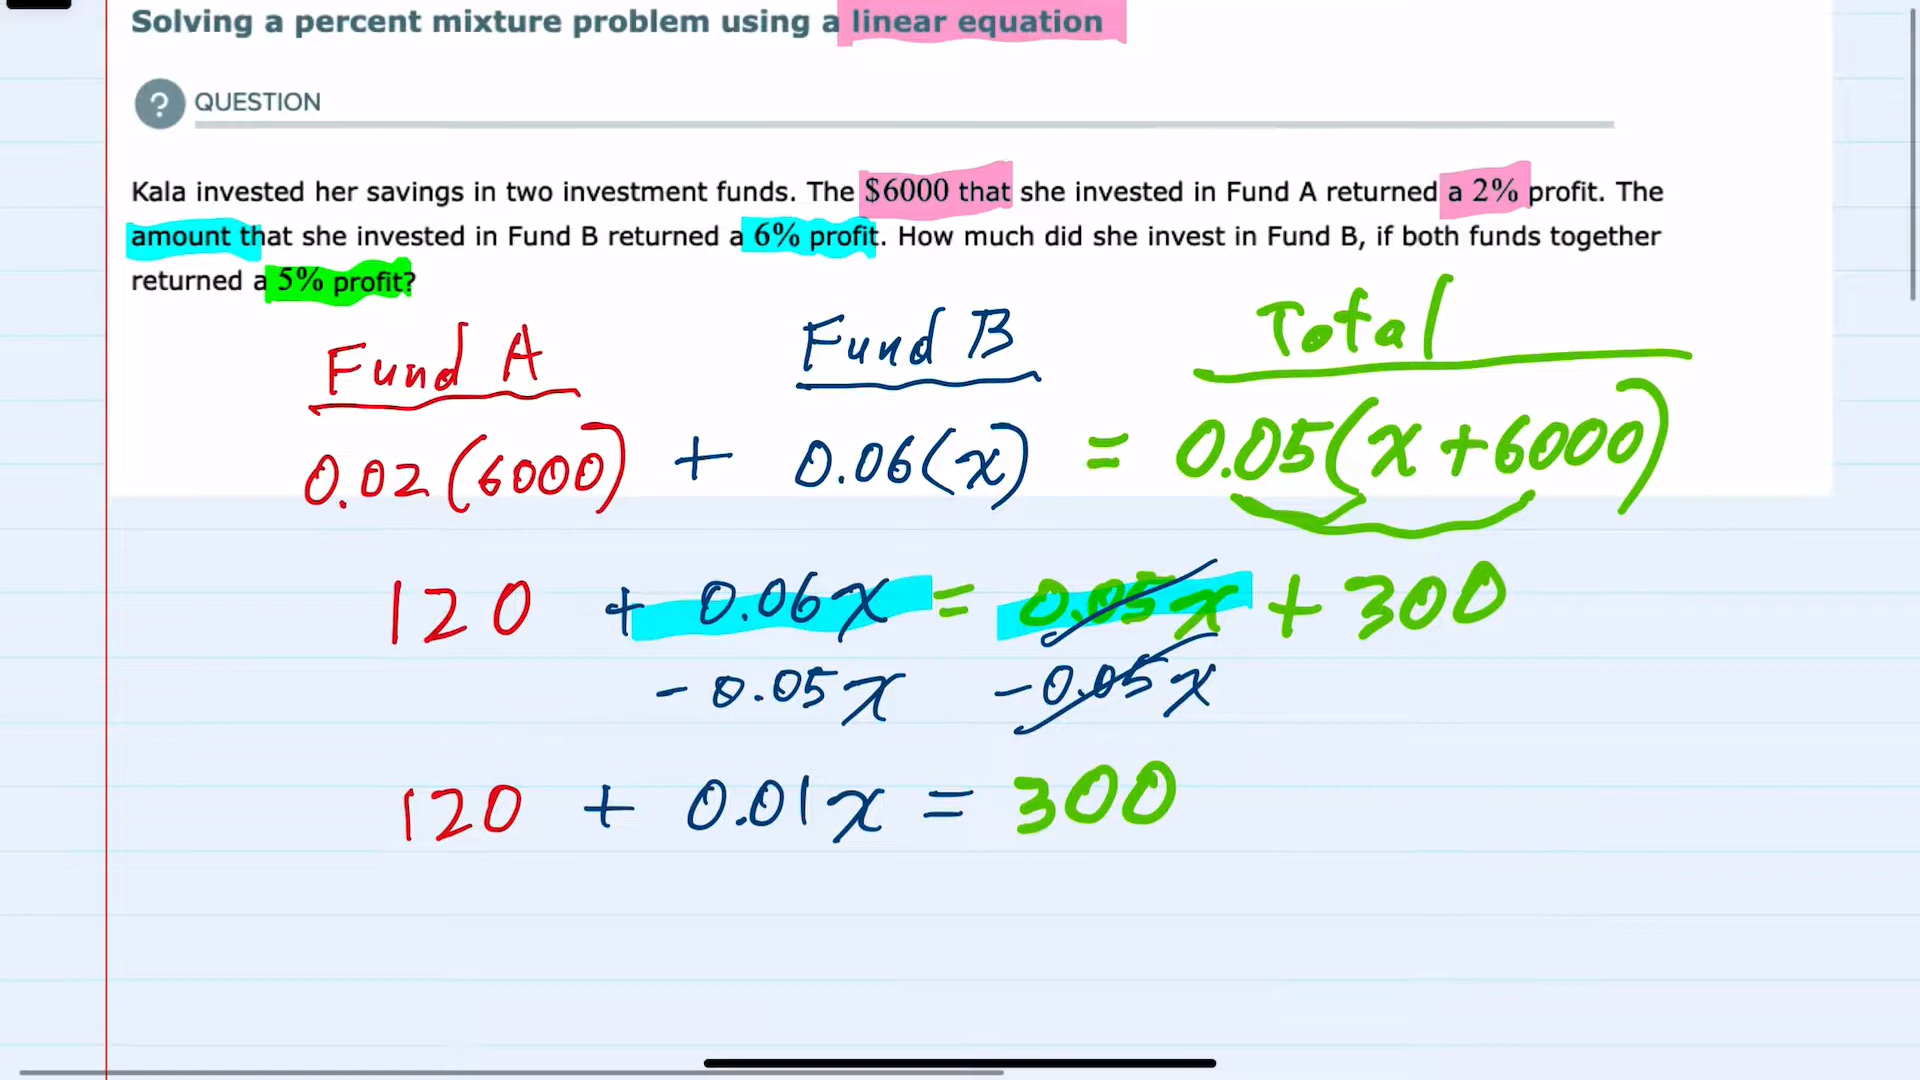 Solving a percent mixture problem using a linear equation
? QUESTION
Kala invested her savings in two investment funds. The $6000 that she invested in Fund A returned a 2% profit. The
amount that she invested in Fund B returned a 6% profit. How much did she invest in Fund B, if both funds together
returned a 5% profit?
Fund A Fund B Total
0.02(6000) + 0.06(x) = 0.05(x+6000)
120 + 0.06x = 0.05x + 300
-0.05x -0.05x
120 + 0.01x = 300